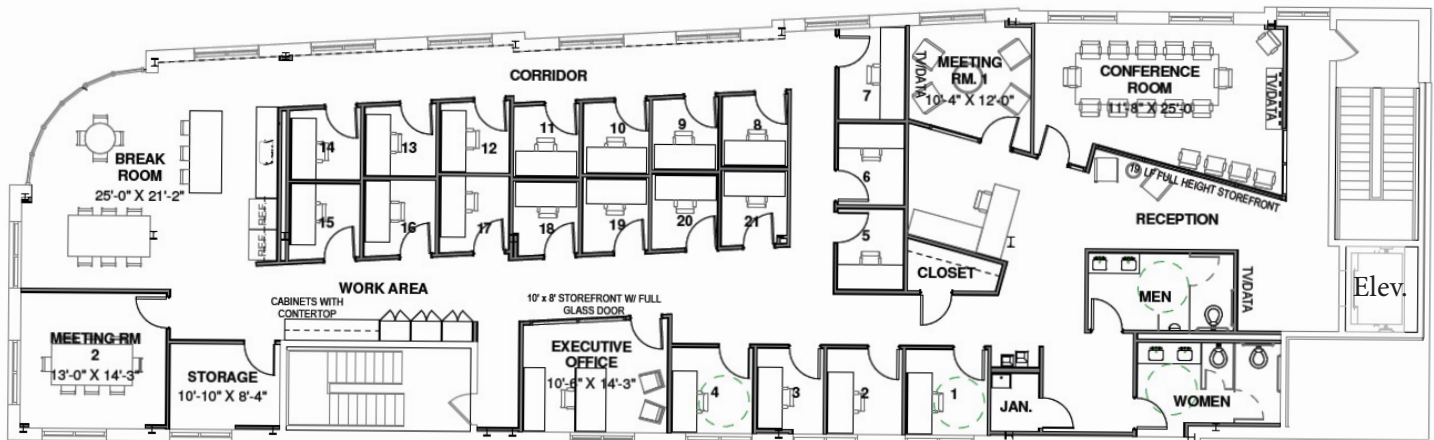 CORRIDOR
7
TV/DATA
MEETING
RM. 1
10'-4" X 12'-0"
CONFERENCE
ROOM
11'-8" X 25'-0
TV/DATA
BREAK
ROOM
25'-0" X 21'-2"
14
13
12
11
10
9
8
6
19 LF FULL HEIGHT STOREFRONT
RECEPTION
REF.
REF.
15
16
17
18
19
20
21
5
CLOSET
MEN
TV/DATA
Elev.
WORK AREA
CABINETS WITH
CONTERTOP
10' x 8' STOREFRONT W/ FULL
GLASS DOOR
MEETING RM
2
13'-0" X 14'-3"
STORAGE
10'-10" X 8'-4"
EXECUTIVE
OFFICE
10'-6" X 14'-3"
4
3
2
1
JAN.
WOMEN